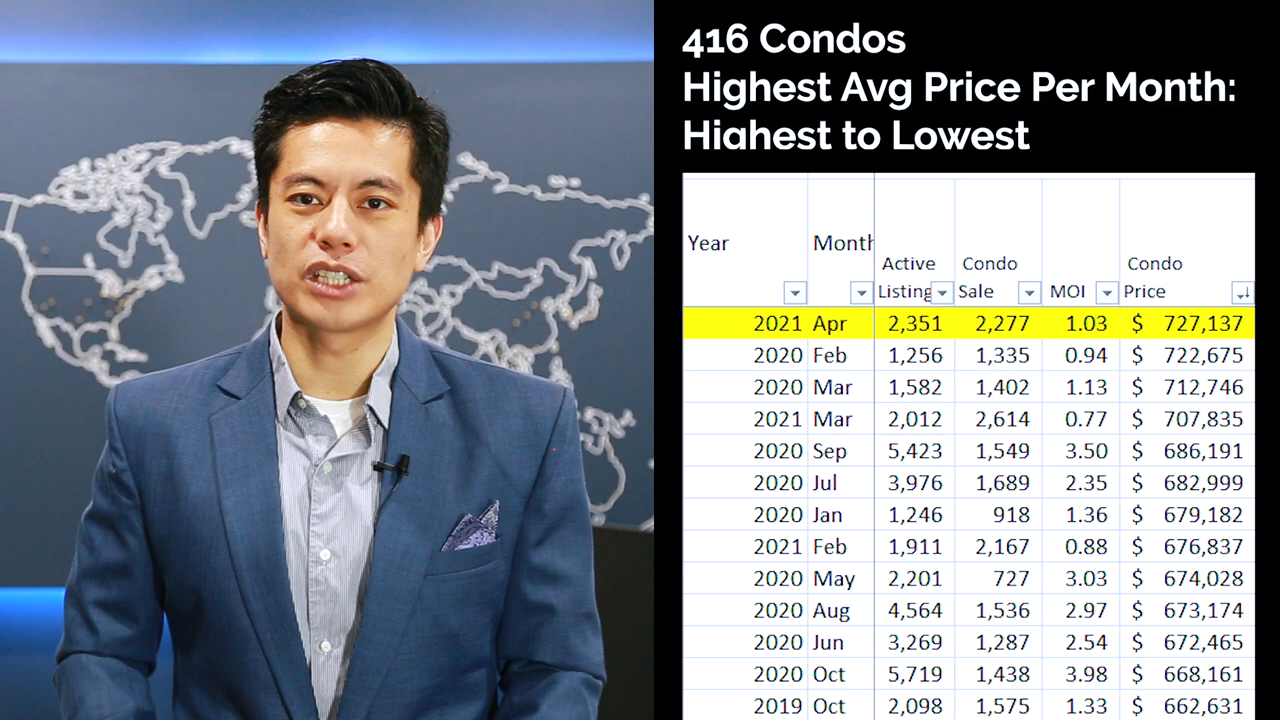 416 Condos
Highest Avg Price Per Month:
Highest to Lowest
Year Month Active Listing Condo Sale MOI Condo Price
2021 Apr 2,351 2,277 1.03 $ 727,137
2020 Feb 1,256 1,335 0.94 $ 722,675
2020 Mar 1,582 1,402 1.13 $ 712,746
2021 Mar 2,012 2,614 0.77 $ 707,835
2020 Sep 5,423 1,549 3.50 $ 686,191
2020 Jul 3,976 1,689 2.35 $ 682,999
2020 Jan 1,246 918 1.36 $ 679,182
2021 Feb 1,911 2,167 0.88 $ 676,837
2020 May 2,201 727 3.03 $ 674,028
2020 Aug 4,564 1,536 2.97 $ 673,174
2020 Jun 3,269 1,287 2.54 $ 672,465
2020 Oct 5,719 1,438 3.98 $ 668,161
2019 Oct 2,098 1,575 1.33 $ 662,631